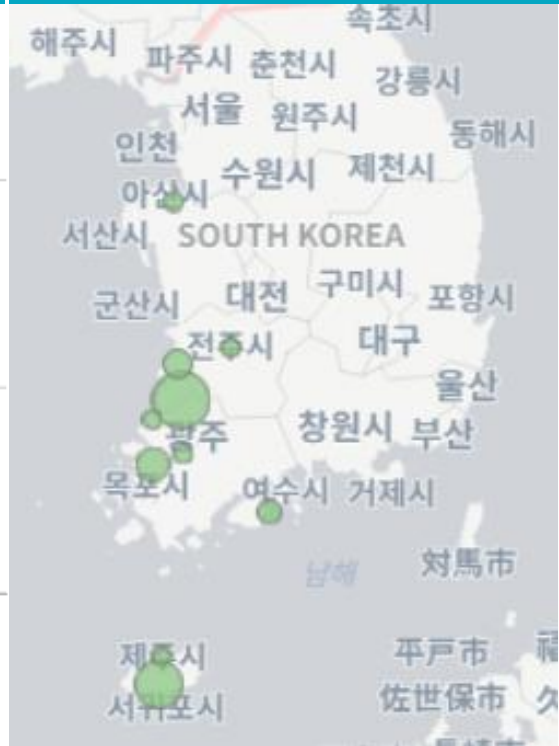 속초시
해주시
파주시 춘천시
강릉시
서울 원주시
동해시
인천
수원시 제천시
아산시
서산시 SOUTH KOREA
대전 구미시
군산시 포항시
전주시 대구
울산
광주 창원시 부산
목포시 여수시 거제시
남해
対馬市
제주시 平戸市
서귀포시 佐世保市